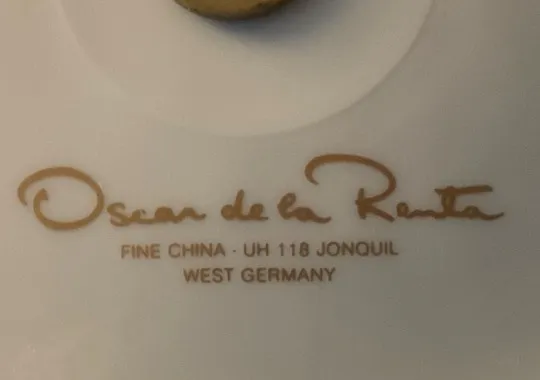 Oscar de la Renta
FINE CHINA · UH 118 JONQUIL
WEST GERMANY